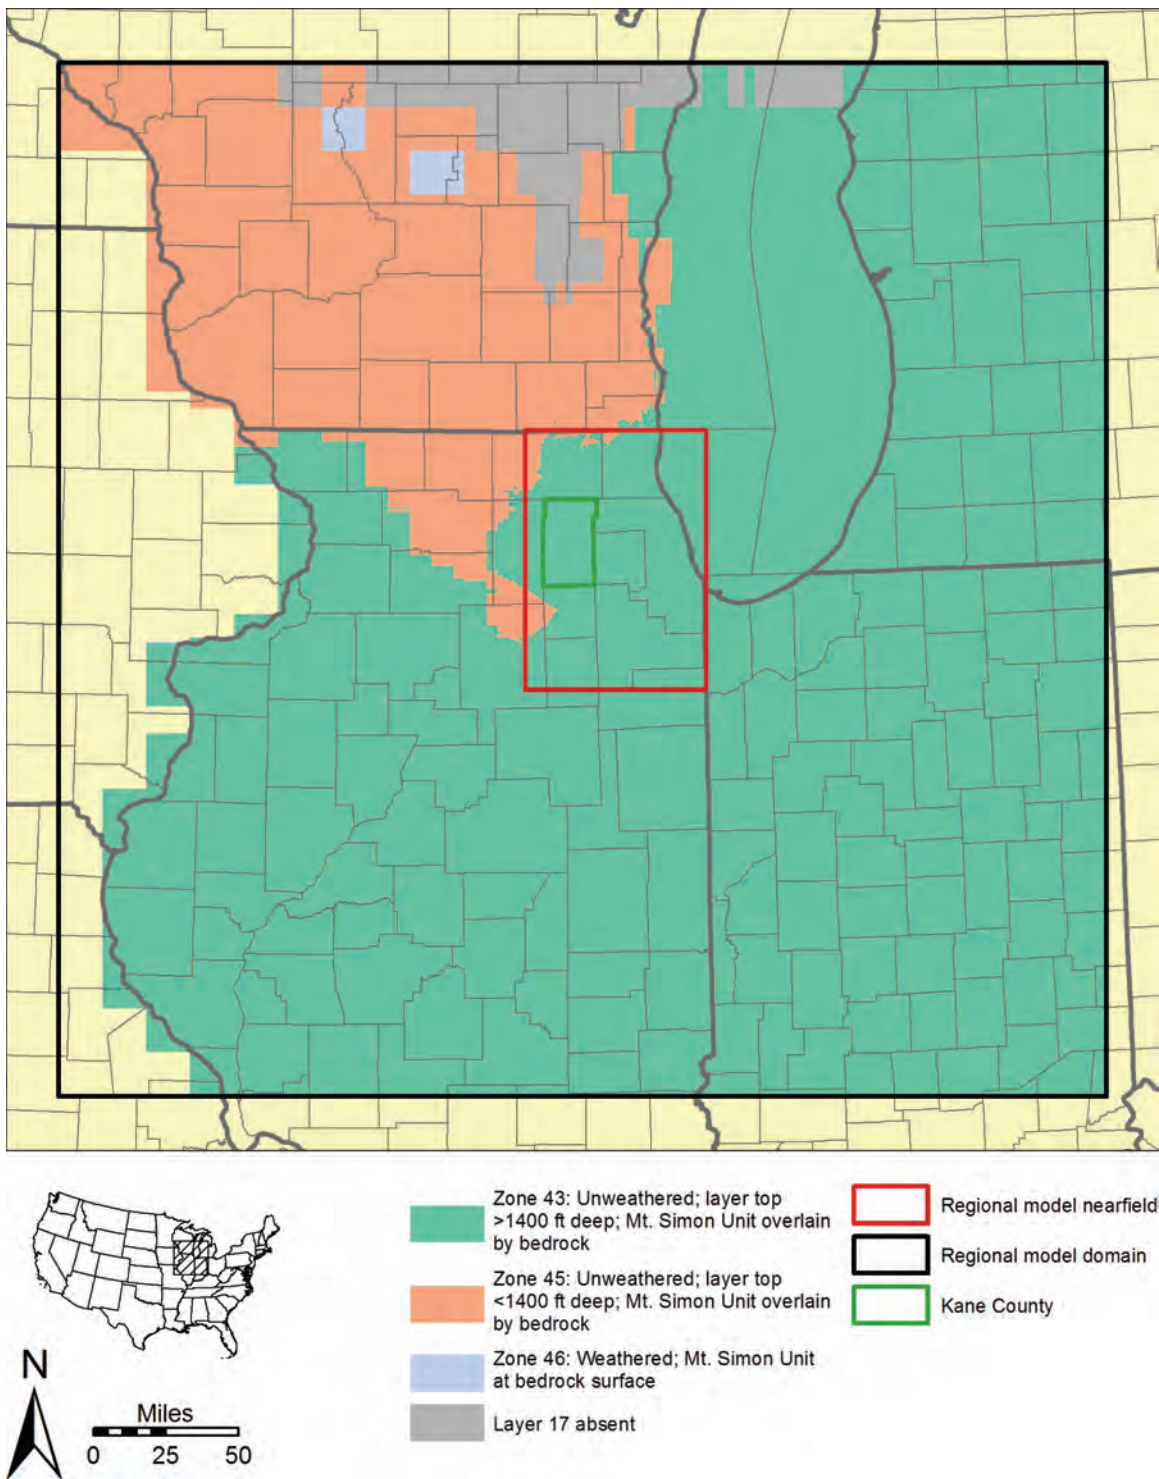 Zone 43: Unweathered; layer top
>1400 ft deep; Mt. Simon Unit overlain
by bedrock
Zone 45: Unweathered; layer top
<1400 ft deep; Mt. Simon Unit overlain
by bedrock
Zone 46: Weathered; Mt. Simon Unit
at bedrock surface
Layer 17 absent
Regional model nearfield
Regional model domain
Kane County
N
Miles
0 25 50